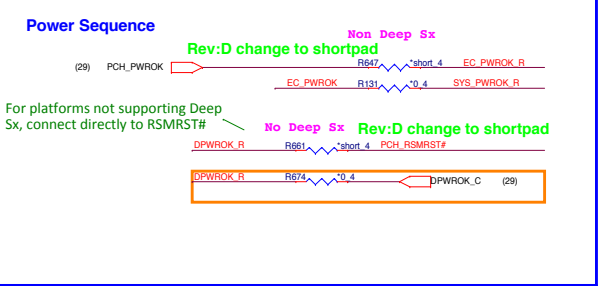 Power Sequence
Non Deep Sx
Rev:D change to shortpad
(29) PCH_PWROK R647 *short_4 EC_PWROK_R
EC_PWROK R131 *0_4 SYS_PWROK_R
For platforms not supporting Deep
Sx, connect directly to RSMRST#
No Deep Sx Rev:D change to shortpad
DPWROK_R R661 *short_4 PCH_RSMRST#
DPWROK_R R674 *0_4 DPWROK_C (29)